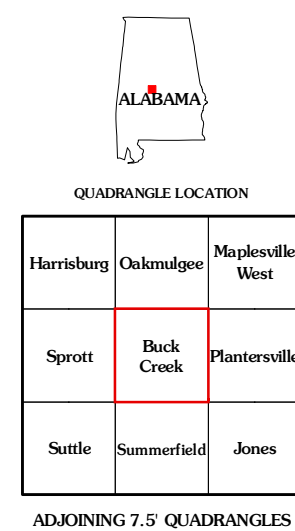 ALABAMA
QUADRANGLE LOCATION
Harrisburg
Oakmulgee
Maplesville
West
Sprott
Buck
Creek
Plantersville
Suttle
Summerfield
Jones
ADJOINING 7.5' QUADRANGLES